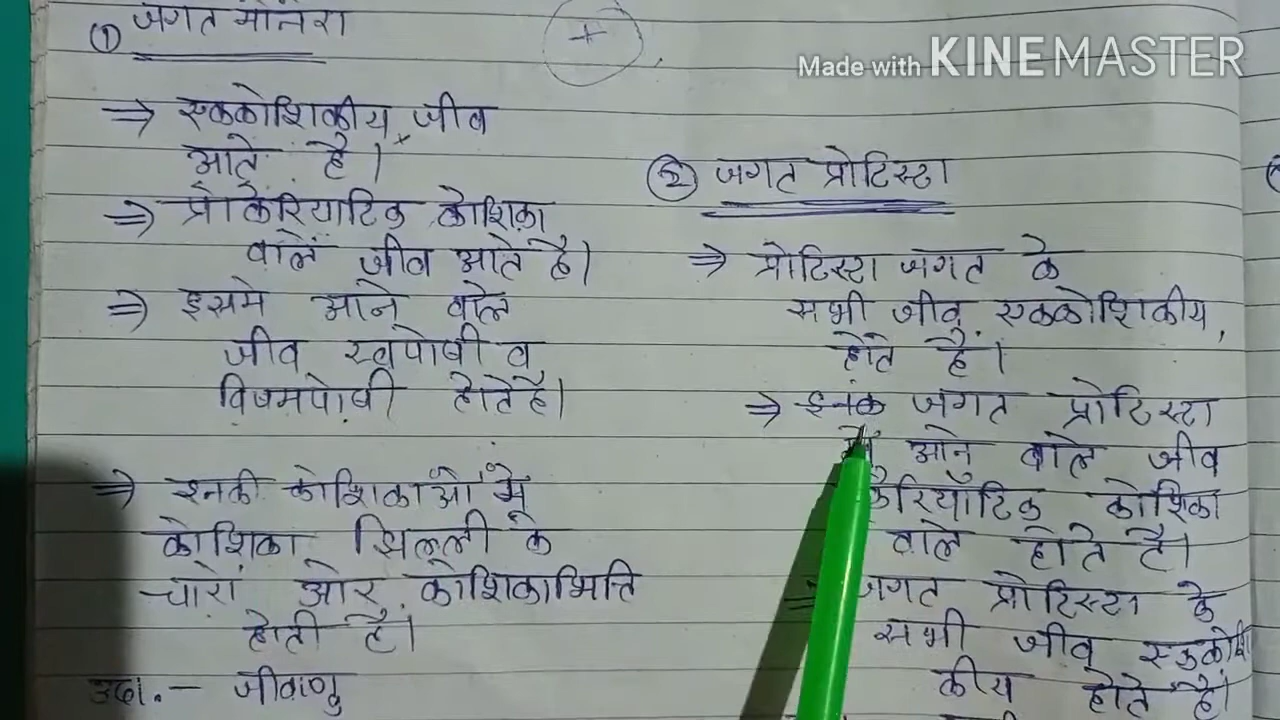 ① जगत मोनेरा
+
Made with KINEMASTER
⇒ एककोशिकीय जीव
आते है।
⇒ प्रोकैरियाटिक कोशिका
वाले जीव आते है।
⇒ इसमे आने वाले
जीव स्वपोषी व
विषमपोषी होते है।
⇒ इनकी कोशिकाओं में
कोशिका झिल्ली के
चारों ओर कोशिकाभित्ति
होती है।
उदा. – जीवाणु
② जगत प्रोटिस्टा
⇒ प्रोटिस्टा जगत के
सभी जीव एककोशिकीय,
होते हैं।
⇒ जगत प्रोटिस्टा
आने वाले जीव
कैरियाटिक कोशिका
वाले होते है।
⇒ जगत प्रोटिस्टा के
सभी जीव एककोशि
कीय होते है।